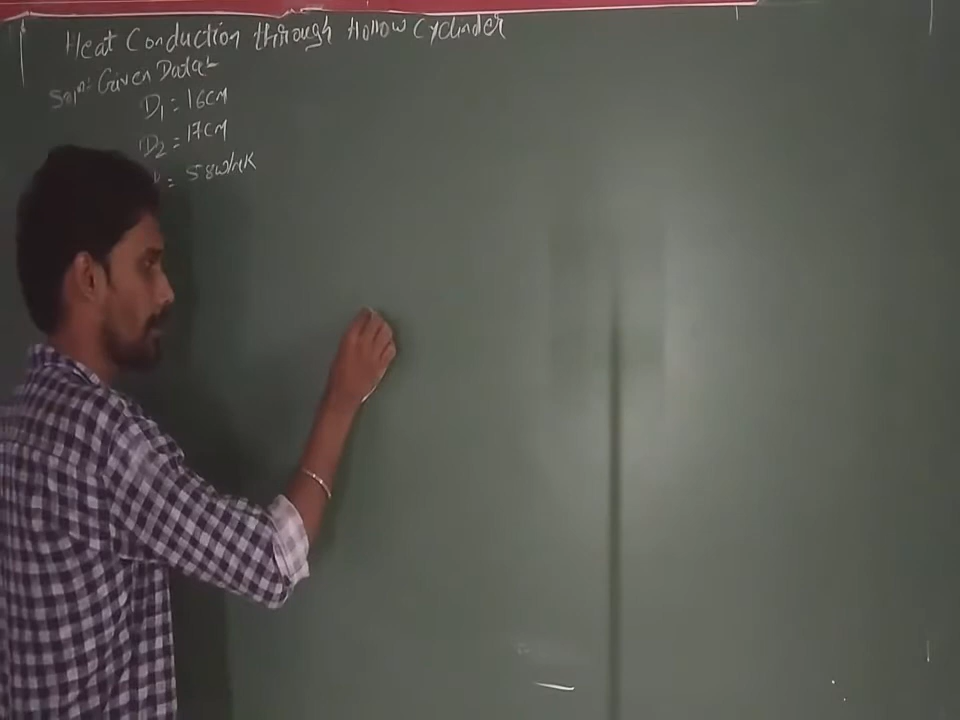 Heat Conduction through Hollow Cylinder
Soln: Given Data:-
D1 = 16cm
D2 = 17cm
= 58w/mK